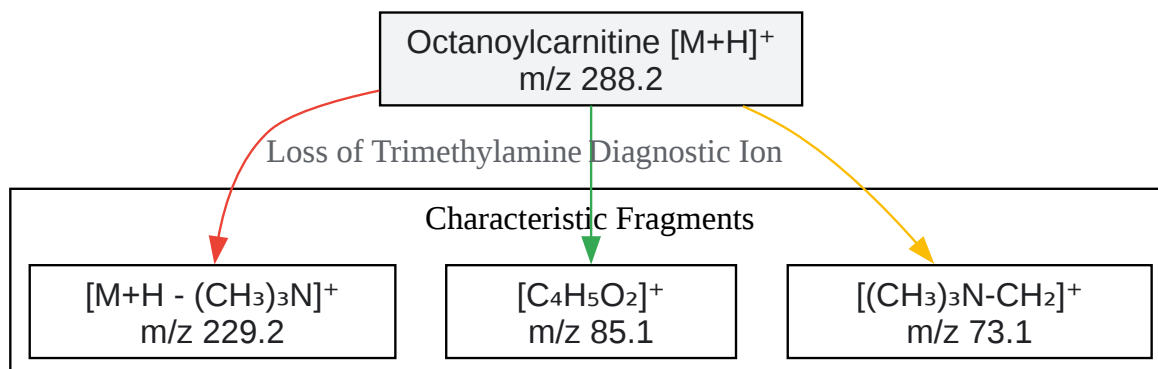 Octanoylcarnitine [M+H]⁺
m/z 288.2
Loss of Trimethylamine
Diagnostic Ion
Characteristic Fragments
[M+H - (CH₃)₃N]⁺
m/z 229.2
[C₄H₅O₂]⁺
m/z 85.1
[(CH₃)₃N-CH₂]⁺
m/z 73.1